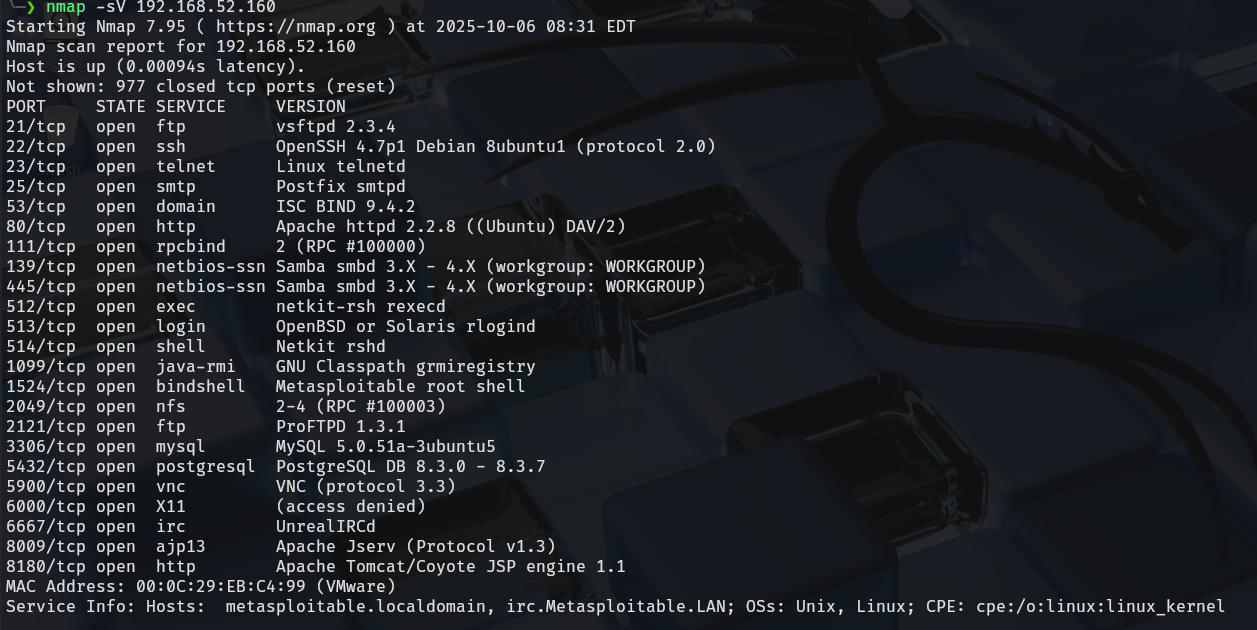 ❯ nmap -sV 192.168.52.160
Starting Nmap 7.95 ( https://nmap.org ) at 2025-10-06 08:31 EDT
Nmap scan report for 192.168.52.160
Host is up (0.00094s latency).
Not shown: 977 closed tcp ports (reset)
PORT     STATE SERVICE     VERSION
21/tcp   open  ftp         vsftpd 2.3.4
22/tcp   open  ssh         OpenSSH 4.7p1 Debian 8ubuntu1 (protocol 2.0)
23/tcp   open  telnet      Linux telnetd
25/tcp   open  smtp        Postfix smtpd
53/tcp   open  domain      ISC BIND 9.4.2
80/tcp   open  http        Apache httpd 2.2.8 ((Ubuntu) DAV/2)
111/tcp  open  rpcbind     2 (RPC #100000)
139/tcp  open  netbios-ssn Samba smbd 3.X - 4.X (workgroup: WORKGROUP)
445/tcp  open  netbios-ssn Samba smbd 3.X - 4.X (workgroup: WORKGROUP)
512/tcp  open  exec        netkit-rsh rexecd
513/tcp  open  login       OpenBSD or Solaris rlogind
514/tcp  open  shell       Netkit rshd
1099/tcp open  java-rmi    GNU Classpath grmiregistry
1524/tcp open  bindshell   Metasploitable root shell
2049/tcp open  nfs         2-4 (RPC #100003)
2121/tcp open  ftp         ProFTPD 1.3.1
3306/tcp open  mysql       MySQL 5.0.51a-3ubuntu5
5432/tcp open  postgresql  PostgreSQL DB 8.3.0 - 8.3.7
5900/tcp open  vnc         VNC (protocol 3.3)
6000/tcp open  X11         (access denied)
6667/tcp open  irc         UnrealIRCd
8009/tcp open  ajp13       Apache Jserv (Protocol v1.3)
8180/tcp open  http        Apache Tomcat/Coyote JSP engine 1.1
MAC Address: 00:0C:29:EB:C4:99 (VMware)
Service Info: Hosts:  metasploitable.localdomain, irc.Metasploitable.LAN; OSs: Unix, Linux; CPE: cpe:/o:linux:linux_kernel